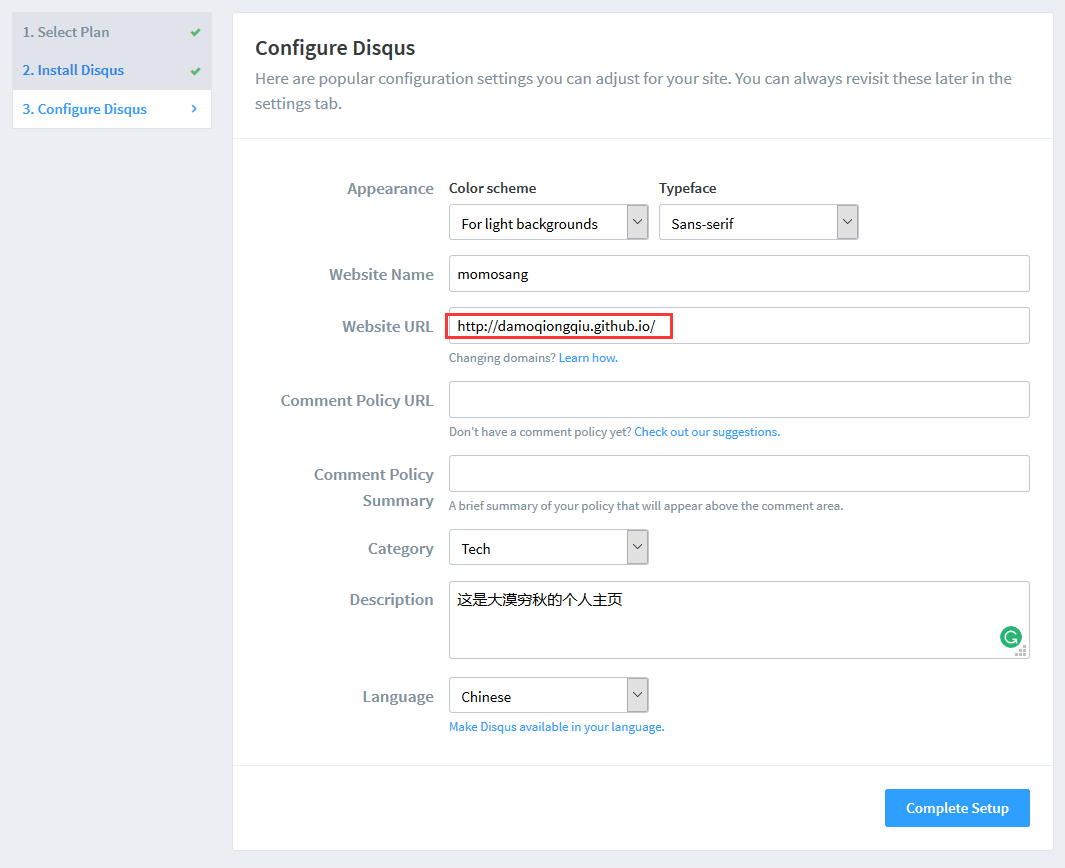 1. Select Plan
2. Install Disqus
3. Configure Disqus
Configure Disqus
Here are popular configuration settings you can adjust for your site. You can always revisit these later in the
settings tab.
Appearance
Color scheme
Typeface
For light backgrounds
Sans-serif
Website Name
momosang
Website URL
http://damoqiongqiu.github.io/
Changing domains? Learn how.
Comment Policy URL
Don't have a comment policy yet? Check out our suggestions.
Comment Policy
Summary
A brief summary of your policy that will appear above the comment area.
Category
Tech
Description
这是大漠穷秋的个人主页
Language
Chinese
Make Disqus available in your language.
Complete Setup